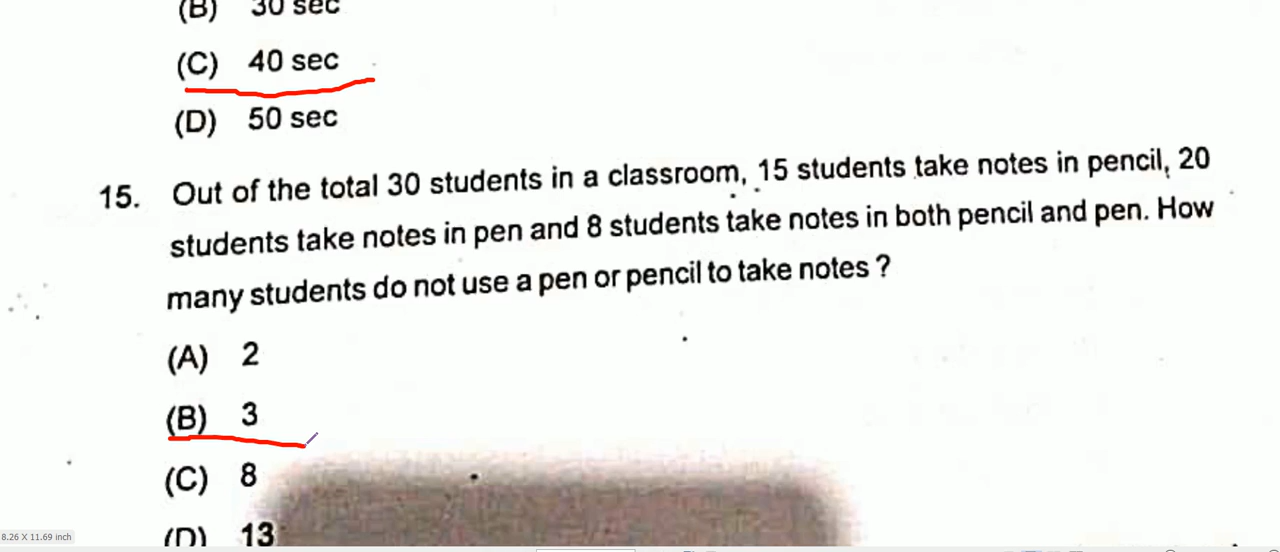 (B) 30 sec
(C) 40 sec
(D) 50 sec
15. Out of the total 30 students in a classroom, 15 students take notes in pencil, 20
students take notes in pen and 8 students take notes in both pencil and pen. How
many students do not use a pen or pencil to take notes ?
(A) 2
(B) 3
(C) 8
(D) 13
8.26 X 11.69 inch